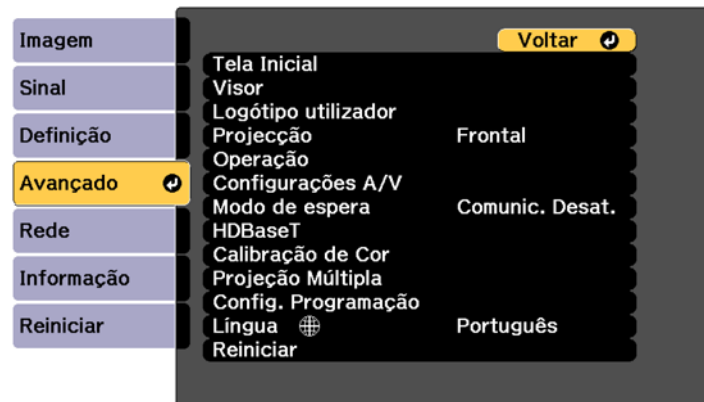 Imagem
Sinal
Definição
Avançado
Rede
Informação
Reiniciar
Voltar
Tela Inicial
Visor
Logótipo utilizador
Projecção Frontal
Operação
Configurações A/V
Modo de espera Comunic. Desat.
HDBaseT
Calibração de Cor
Projeção Múltipla
Config. Programação
Língua Português
Reiniciar